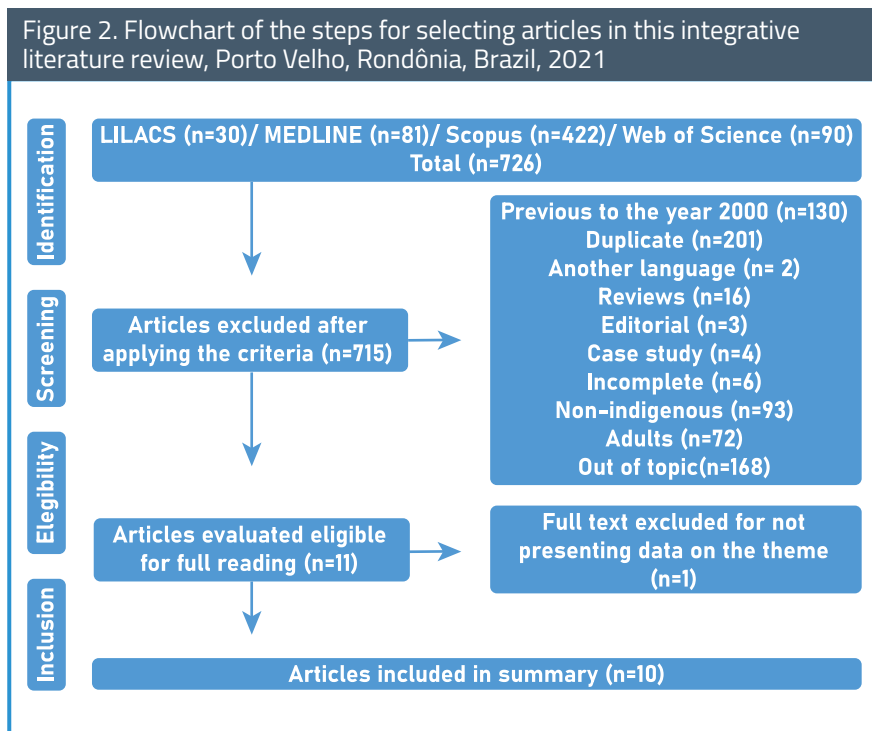 Figure 2. Flowchart of the steps for selecting articles in this integrative
literature review, Porto Velho, Rondônia, Brazil, 2021
Identification
LILACS (n=30)/ MEDLINE (n=81)/ Scopus (n=422)/ Web of Science (n=90)
Total (n=726)
Previous to the year 2000 (n=130)
Duplicate (n=201)
Another language (n= 2)
Reviews (n=16)
Editorial (n=3)
Case study (n=4)
Incomplete (n=6)
Non-indigenous (n=93)
Adults (n=72)
Out of topic(n=168)
Screening
Articles excluded after
applying the criteria (n=715)
Elegibility
Articles evaluated eligible
for full reading (n=11)
Full text excluded for not
presenting data on the theme
(n=1)
Inclusion
Articles included in summary (n=10)